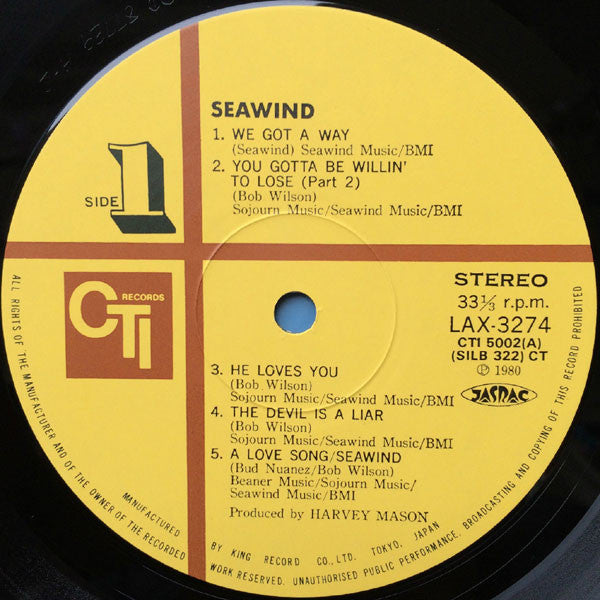 SEAWIND
1. WE GOT A WAY
(Seawind) Seawind Music/BMI
2. YOU GOTTA BE WILLIN'
TO LOSE (Part 2)
(Bob Wilson)
Sojourn Music/Seawind Music/BMI
SIDE 1
CTI RECORDS
STEREO
33⅓ r.p.m.
LAX-3274
CTI 5002(A)
(SILB 322) CT
Ⓟ 1980
JASRAC
3. HE LOVES YOU
(Bob Wilson)
Sojourn Music/Seawind Music/BMI
4. THE DEVIL IS A LIAR
(Bob Wilson)
Sojourn Music/Seawind Music/BMI
5. A LOVE SONG/SEAWIND
(Bud Nuanez/Bob Wilson)
Beaner Music/Sojourn Music/
Seawind Music/BMI
Produced by HARVEY MASON
ALL RIGHTS OF THE MANUFACTURER AND OF THE OWNER OF THE RECORDED WORK RESERVED. UNAUTHORISED PUBLIC PERFORMANCE, BROADCASTING AND COPYING OF THIS RECORD PROHIBITED
MANUFACTURED BY KING RECORD CO., LTD. TOKYO, JAPAN